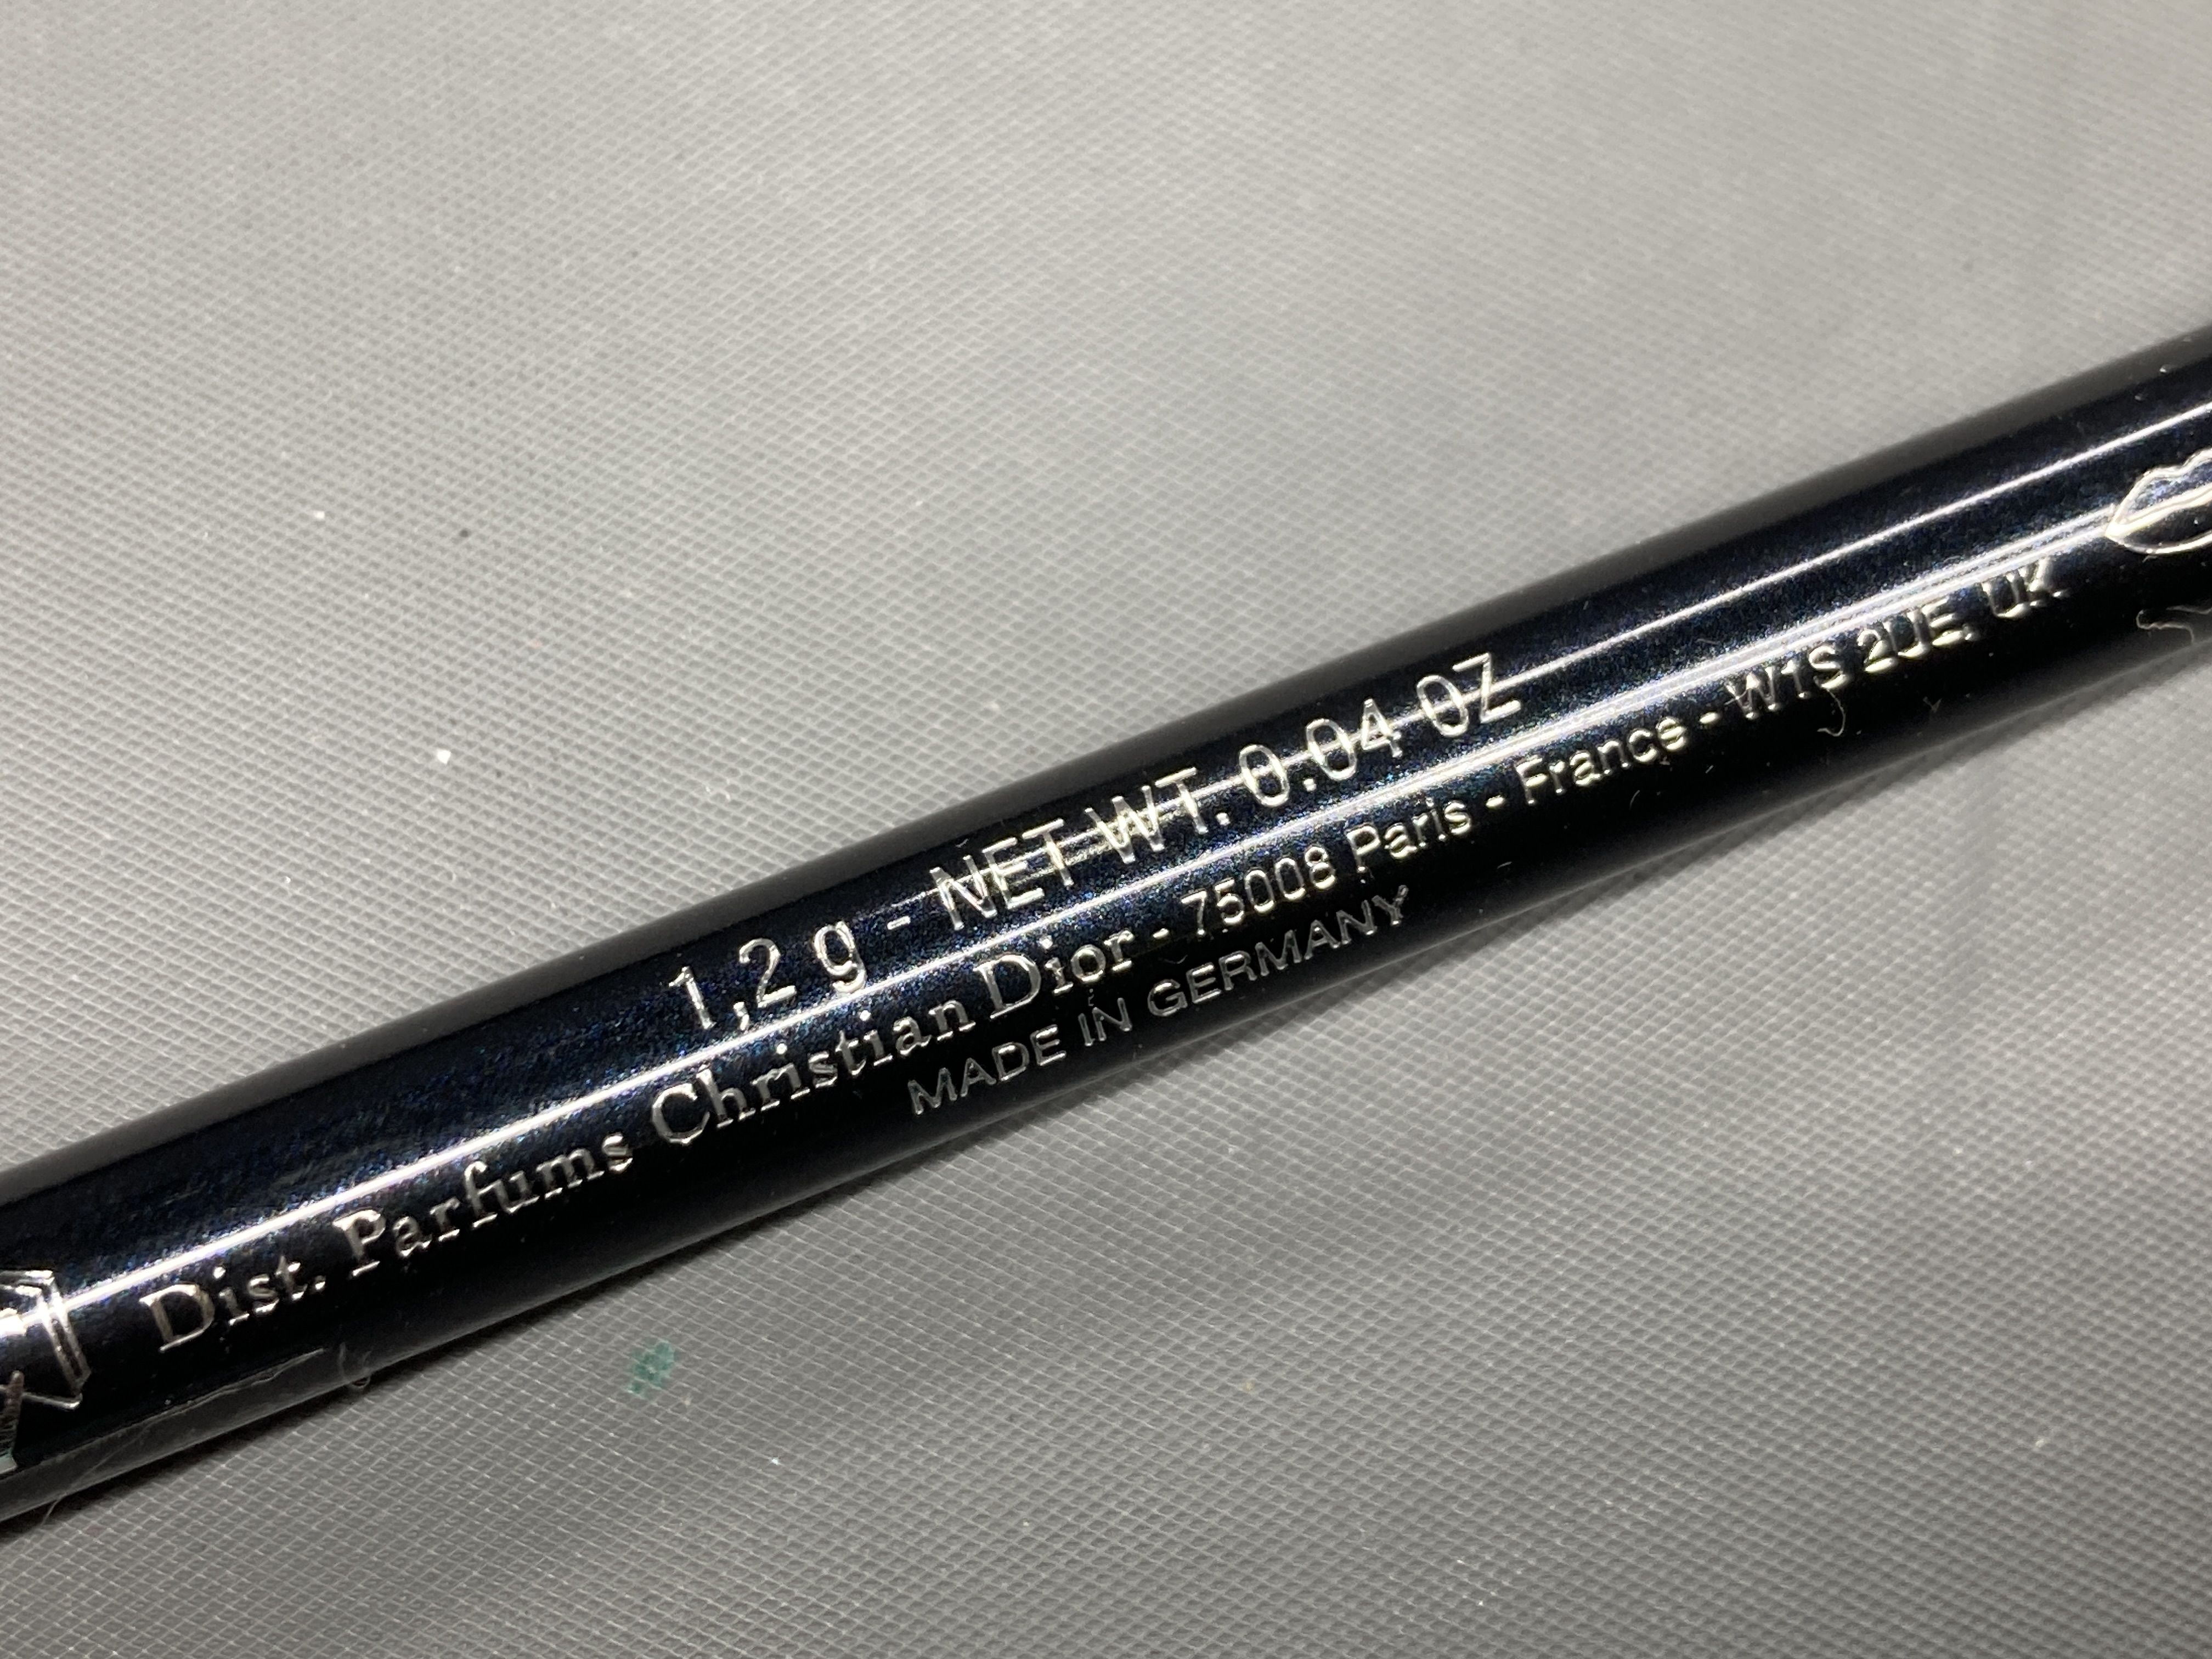 1,2 g - NET WT. 0.04 OZ
Dist. Parfums Christian Dior - 75008 Paris - France - W1S 2UE, UK
MADE IN GERMANY